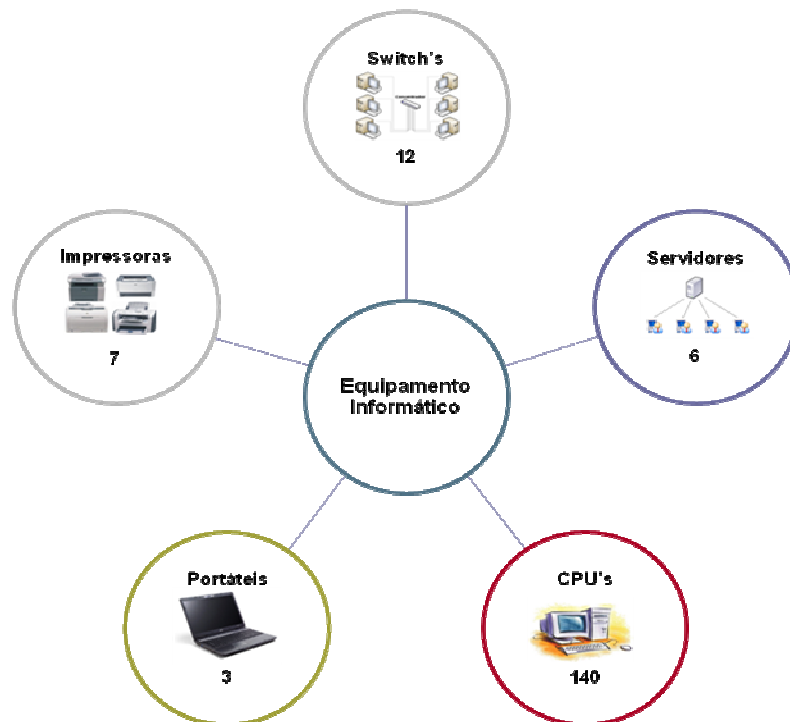 Switch's
12
Impressoras
7
Servidores
6
Equipamento
Informático
Portáteis
3
CPU's
140